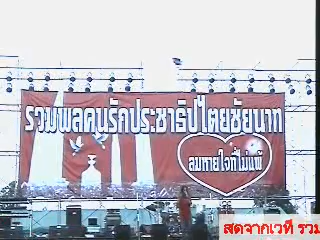 รวมพลคนรักประชาธิปไตยชัยนาท
ลมหายใจที่ไม่แพ้
สดจากเวที รวม